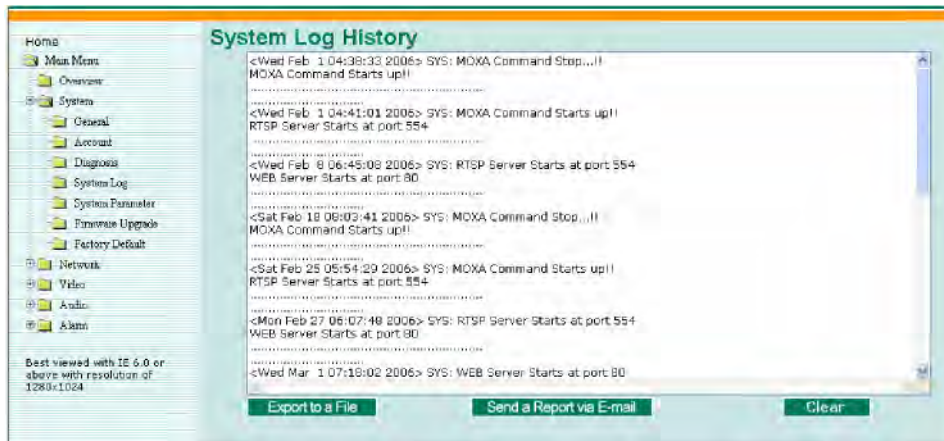 Home
Main Menu
Overview
System
General
Account
Diagnosis
System Log
System Parameter
Firmware Upgrade
Factory Default
Network
Video
Audio
Alarm
Best viewed with IE 6.0 or
above with resolution of
1280x1024
System Log History
<Wed Feb 1 04:38:33 2006> SYS: MOXA Command Stop...!!
MOXA Command Starts up!!
................................................................
................................
<Wed Feb 1 04:41:01 2006> SYS: MOXA Command Starts up!!
RTSP Server Starts at port 554
................................................................
................................
<Wed Feb 8 06:45:08 2006> SYS: RTSP Server Starts at port 554
WEB Server Starts at port 80
................................................................
................................
<Sat Feb 18 08:03:41 2006> SYS: MOXA Command Stop...!!
MOXA Command Starts up!!
................................................................
................................
<Sat Feb 25 05:54:29 2006> SYS: MOXA Command Starts up!!
RTSP Server Starts at port 554
................................................................
................................
<Mon Feb 27 06:07:48 2006> SYS: RTSP Server Starts at port 554
WEB Server Starts at port 80
................................................................
................................
<Wed Mar 1 07:18:02 2006> SYS: WEB Server Starts at port 80
Export to a File
Send a Report via E-mail
Clear